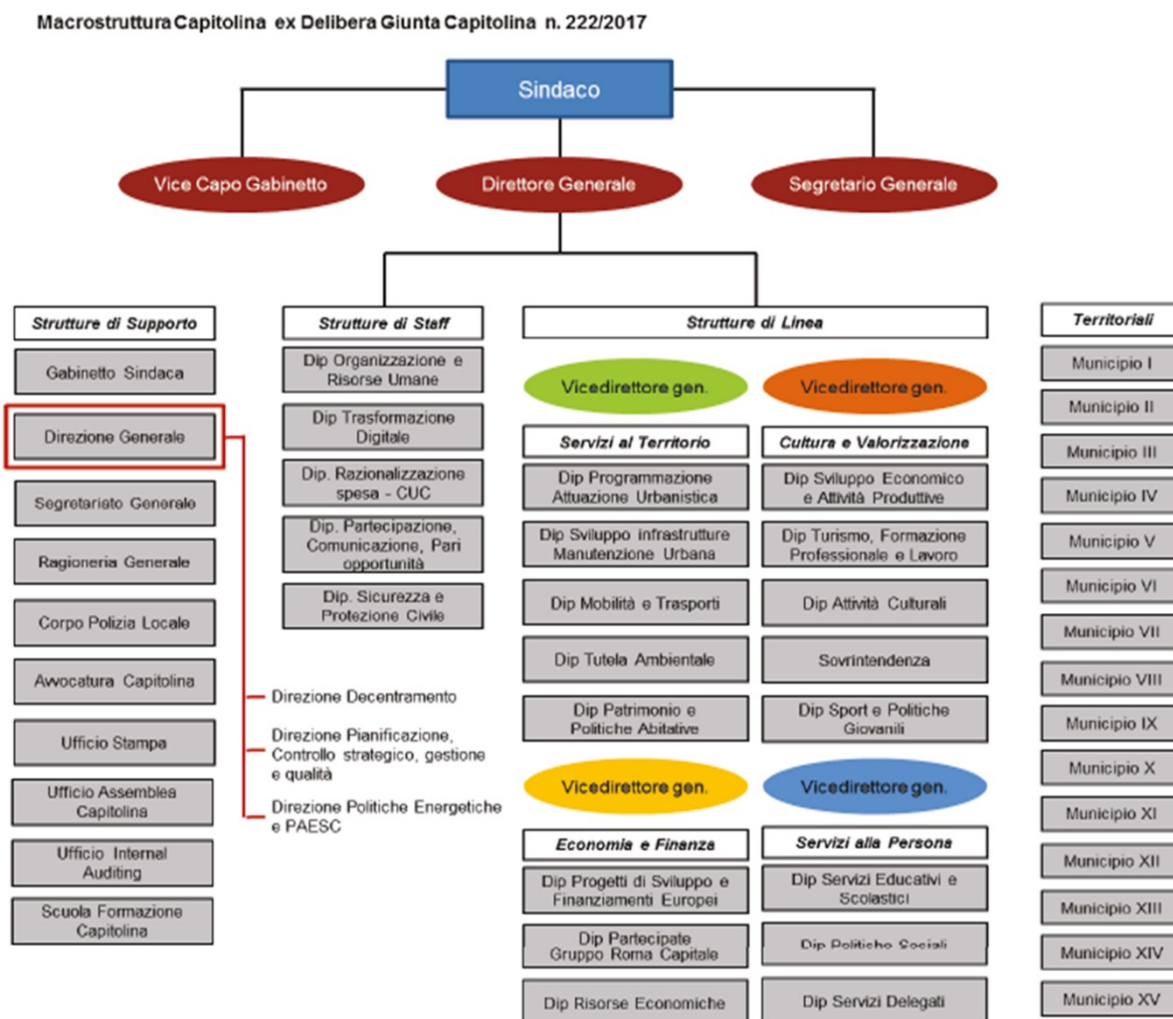 Macrostruttura Capitolina ex Delibera Giunta Capitolina n. 222/2017
Sindaco
Vice Capo Gabinetto
Direttore Generale
Segretario Generale
Strutture di Supporto
Gabinetto Sindaca
Direzione Generale
Segretariato Generale
Ragioneria Generale
Corpo Polizia Locale
Avvocatura Capitolina
Ufficio Stampa
Ufficio Assemblea
Capitolina
Ufficio Internal
Auditing
Scuola Formazione
Capitolina
Direzione Decentramento
Direzione Pianificazione,
Controllo strategico, gestione
e qualità
Direzione Politiche Energetiche
e PAESC
Strutture di Staff
Dip Organizzazione e
Risorse Umane
Dip Trasformazione
Digitale
Dip. Razionalizzazione
spesa - CUC
Dip. Partecipazione,
Comunicazione, Pari
opportunità
Dip. Sicurezza e
Protezione Civile
Strutture di Linea
Vicedirettore gen.
Servizi al Territorio
Dip Programmazione
Attuazione Urbanistica
Dip Sviluppo infrastrutture
Manutenzione Urbana
Dip Mobilità e Trasporti
Dip Tutela Ambientale
Dip Patrimonio e
Politiche Abitative
Vicedirettore gen.
Cultura e Valorizzazione
Dip Sviluppo Economico
e Attività Produttive
Dip Turismo, Formazione
Professionale e Lavoro
Dip Attività Culturali
Sovrintendenza
Dip Sport e Politiche
Giovanili
Vicedirettore gen.
Economia e Finanza
Dip Progetti di Sviluppo e
Finanziamenti Europei
Dip Partecipate
Gruppo Roma Capitale
Dip Risorse Economiche
Vicedirettore gen.
Servizi alla Persona
Dip Servizi Educativi e
Scolastici
Dip Politiche Sociali
Dip Servizi Delegati
Territoriali
Municipio I
Municipio II
Municipio III
Municipio IV
Municipio V
Municipio VI
Municipio VII
Municipio VIII
Municipio IX
Municipio X
Municipio XI
Municipio XII
Municipio XIII
Municipio XIV
Municipio XV